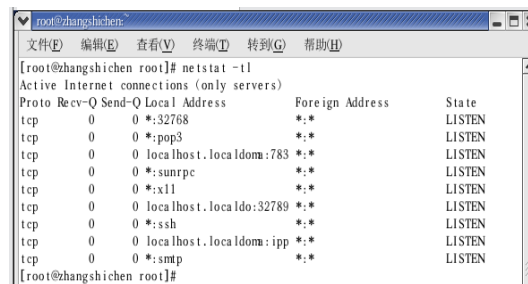 root@zhangshichen:~
文件(F) 编辑(E) 查看(V) 终端(T) 转到(G) 帮助(H)
[root@zhangshichen root]# netstat -tl
Active Internet connections (only servers)
Proto Recv-Q Send-Q Local Address Foreign Address State
tcp 0 0 *:32768 *:* LISTEN
tcp 0 0 *:pop3 *:* LISTEN
tcp 0 0 localhost.localdoma:783 *:* LISTEN
tcp 0 0 *:sunrpc *:* LISTEN
tcp 0 0 *:x11 *:* LISTEN
tcp 0 0 localhost.localdo:32789 *:* LISTEN
tcp 0 0 *:ssh *:* LISTEN
tcp 0 0 localhost.localdoma:ipp *:* LISTEN
tcp 0 0 *:smtp *:* LISTEN
[root@zhangshichen root]#